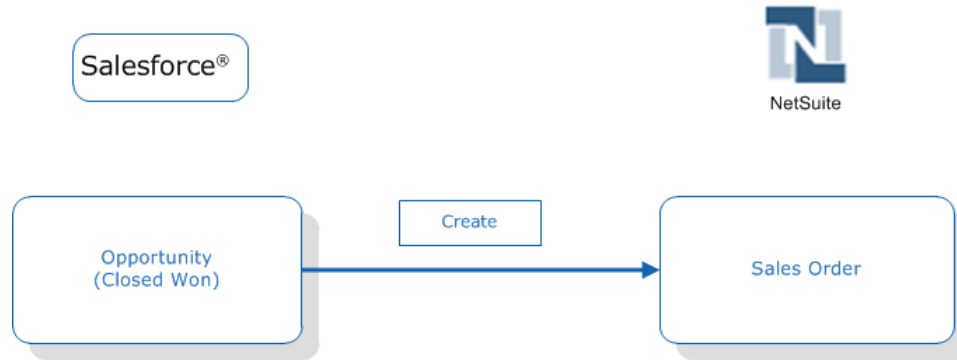 Salesforce®
NetSuite
Create
Opportunity
(Closed Won)
Sales Order